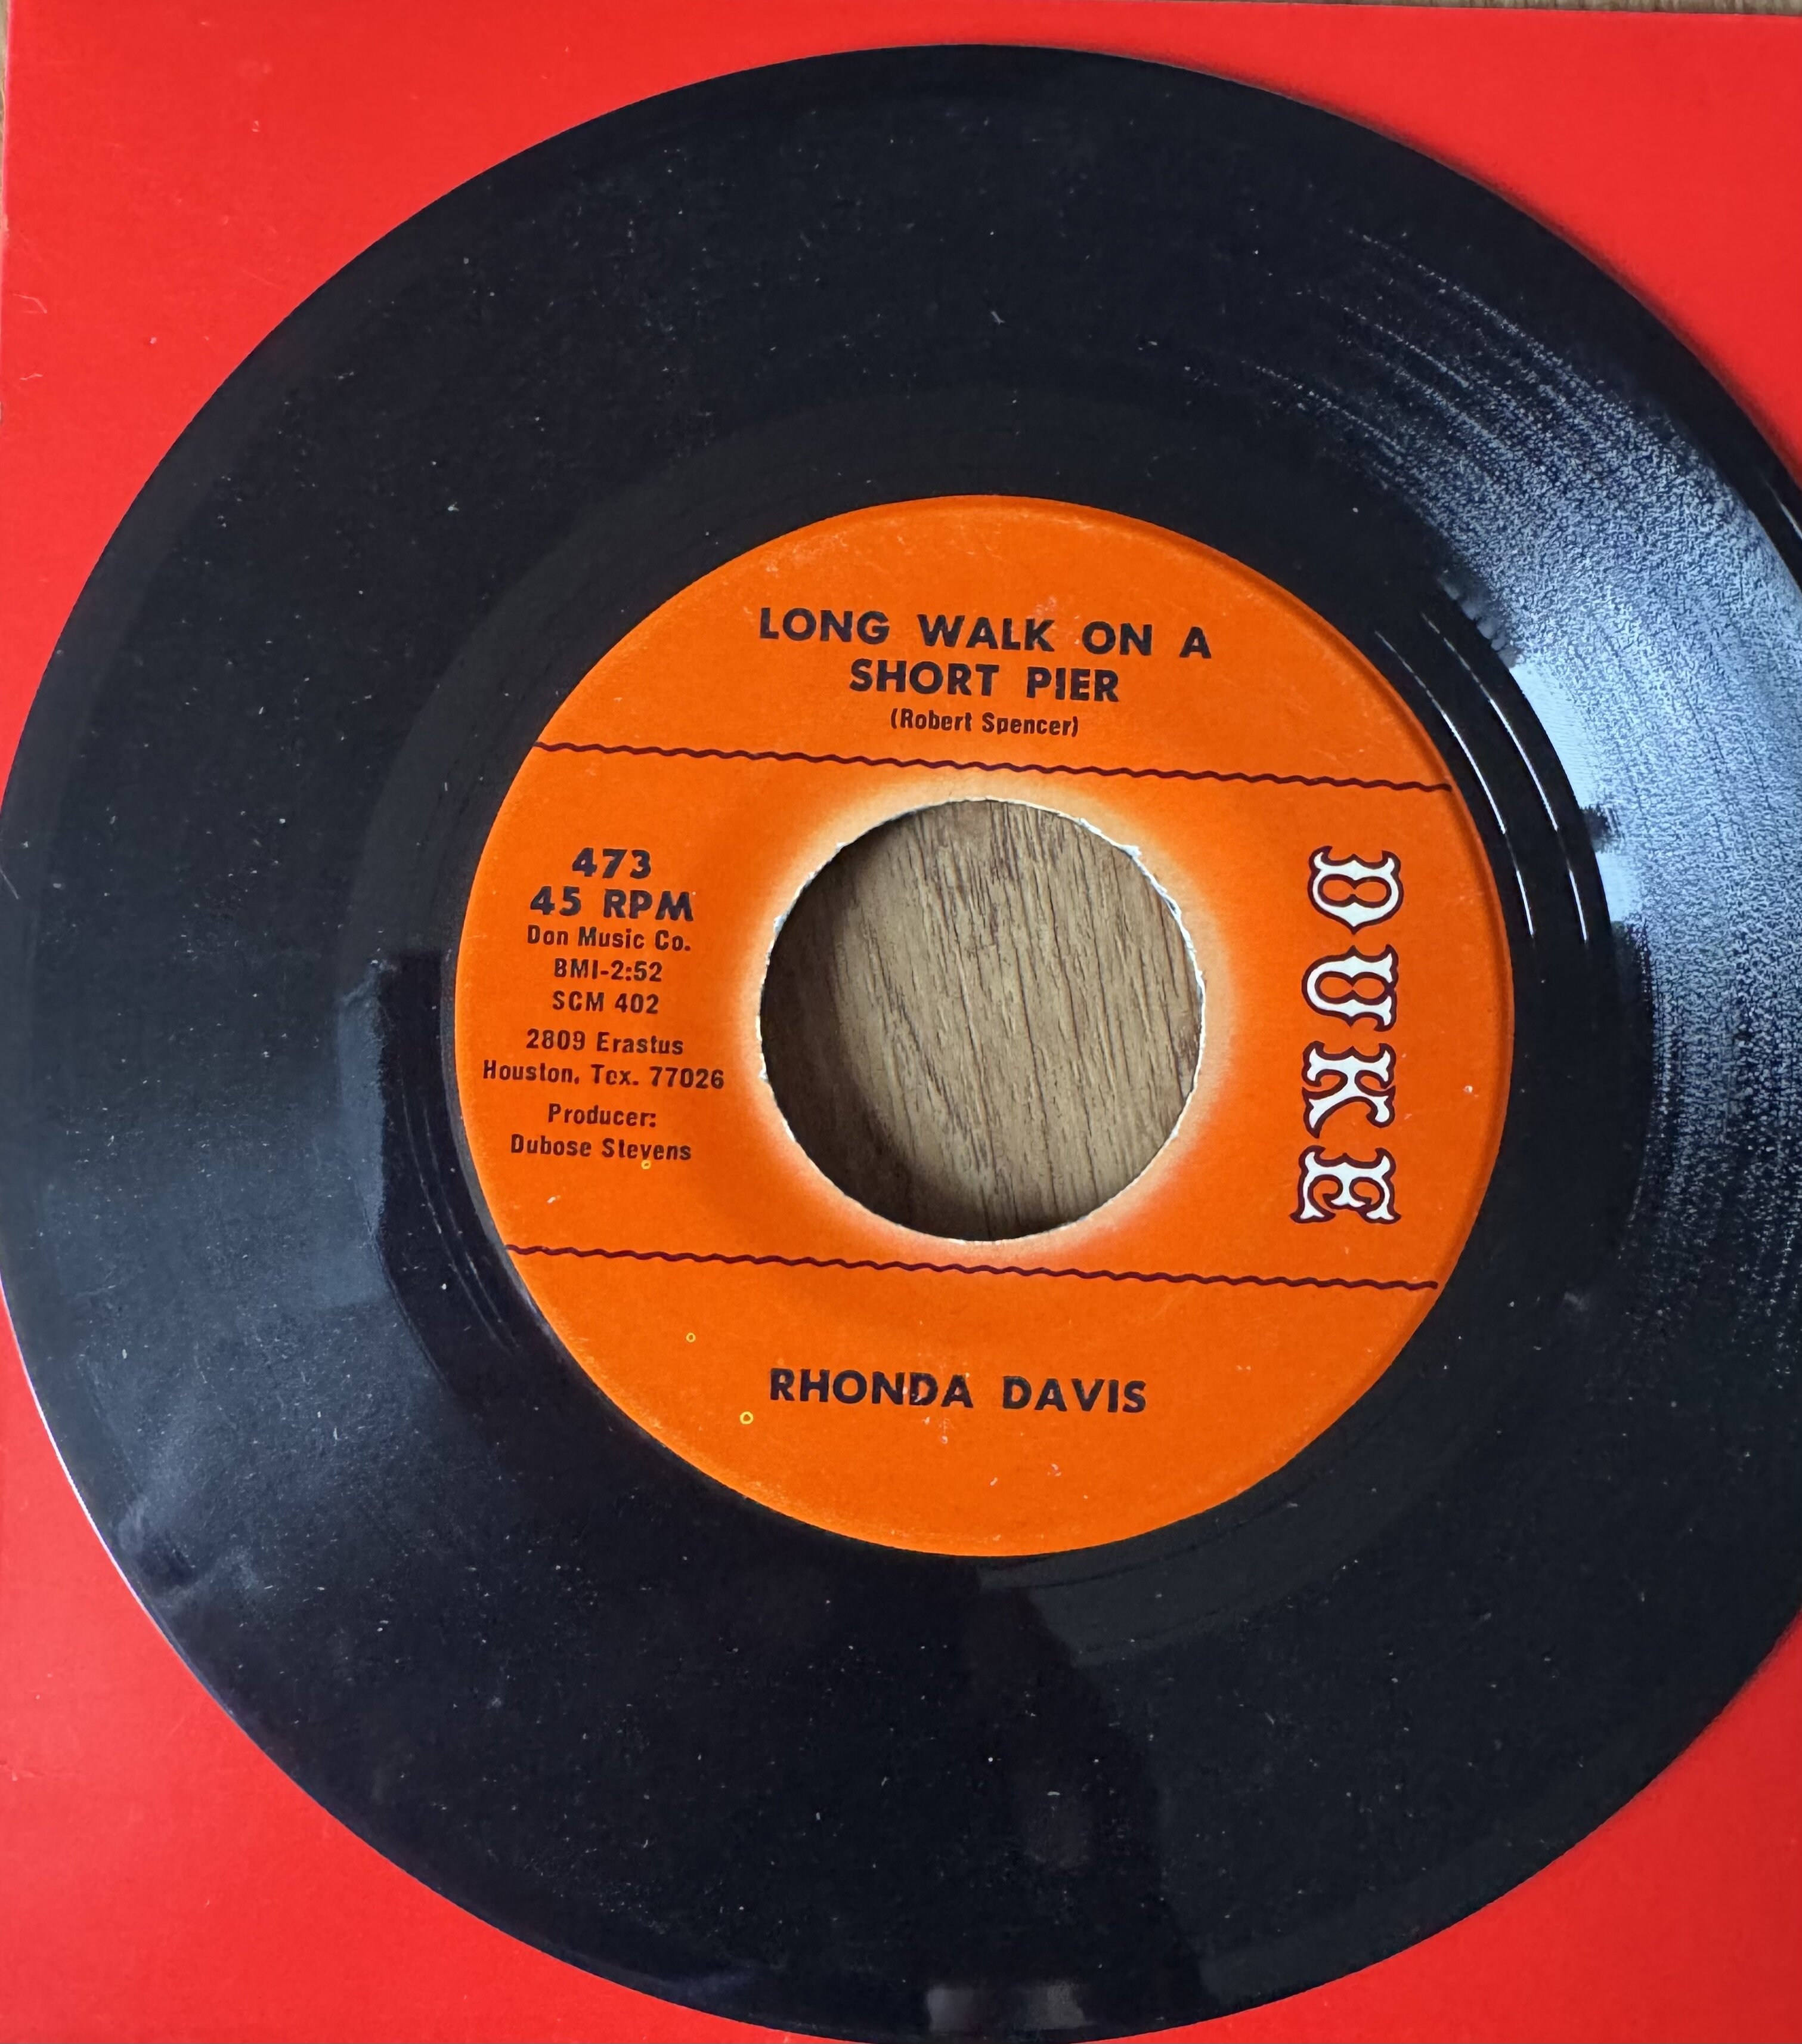 LONG WALK ON A
SHORT PIER
(Robert Spencer)
473
45 RPM
Don Music Co.
BMI-2:52
SCM 402
2809 Erastus
Houston, Tex. 77026
Producer:
Dubose Stevens
DUKE
RHONDA DAVIS